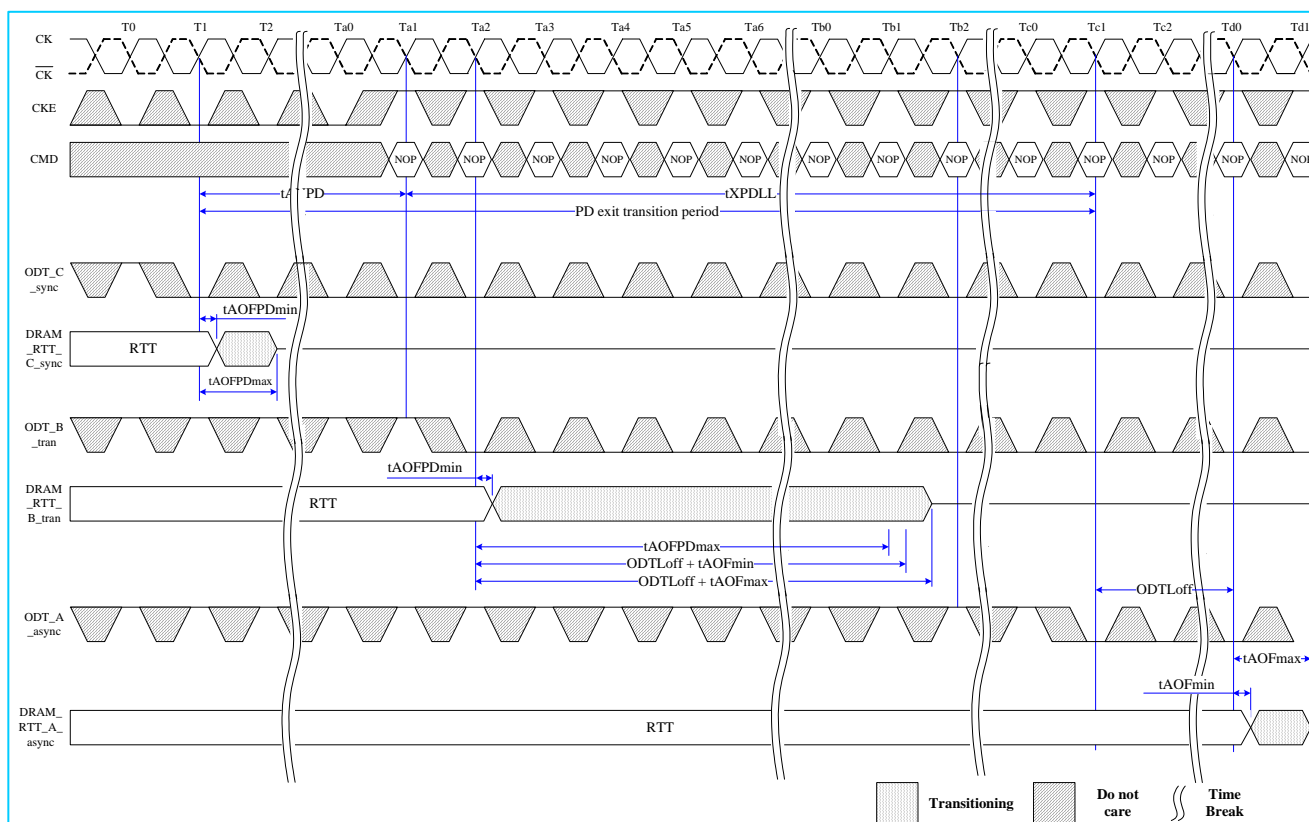 T0 T1 T2 Ta0 Ta1 Ta2 Ta3 Ta4 Ta5 Ta6 Tb0 Tb1 Tb2 Tc0 Tc1 Tc2 Td0 Td1
CK
CK
CKE
CMD
NOP NOP NOP NOP NOP NOP NOP NOP NOP NOP NOP NOP NOP
tXPDLL
PD exit transition period
ODT_C
_sync
tAOFPDmin
DRAM
_RTT_
C_sync
RTT
tAOFPDmax
ODT_B
_tran
tAOFPDmin
DRAM
_RTT_
B_tran
RTT
tAOFPDmax
ODTLoff + tAOFmin
ODTLoff + tAOFmax
ODTLoff
ODT_A
_async
tAOFmax
tAOFmin
DRAM_
RTT_A_
async
RTT
Transitioning
Do not
care
Time
Break